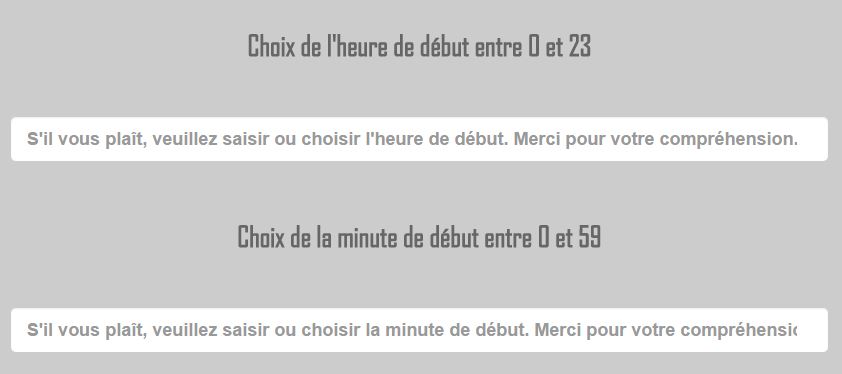 Choix de l'heure de début entre 0 et 23
S'il vous plaît, veuillez saisir ou choisir l'heure de début. Merci pour votre compréhension.
Choix de la minute de début entre 0 et 59
S'il vous plaît, veuillez saisir ou choisir la minute de début. Merci pour votre compréhensio